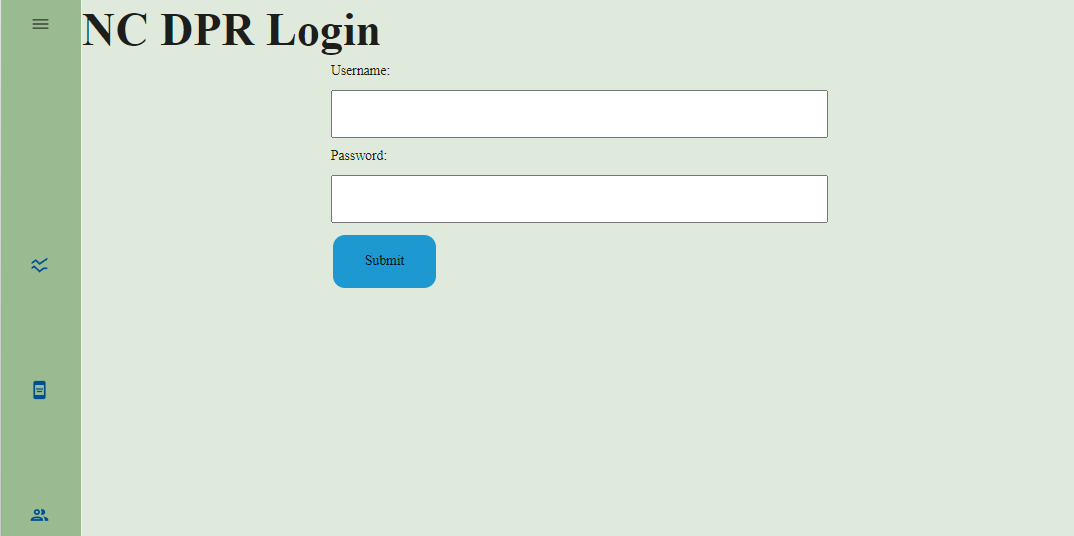 NC DPR Login
Username:
Password:
Submit